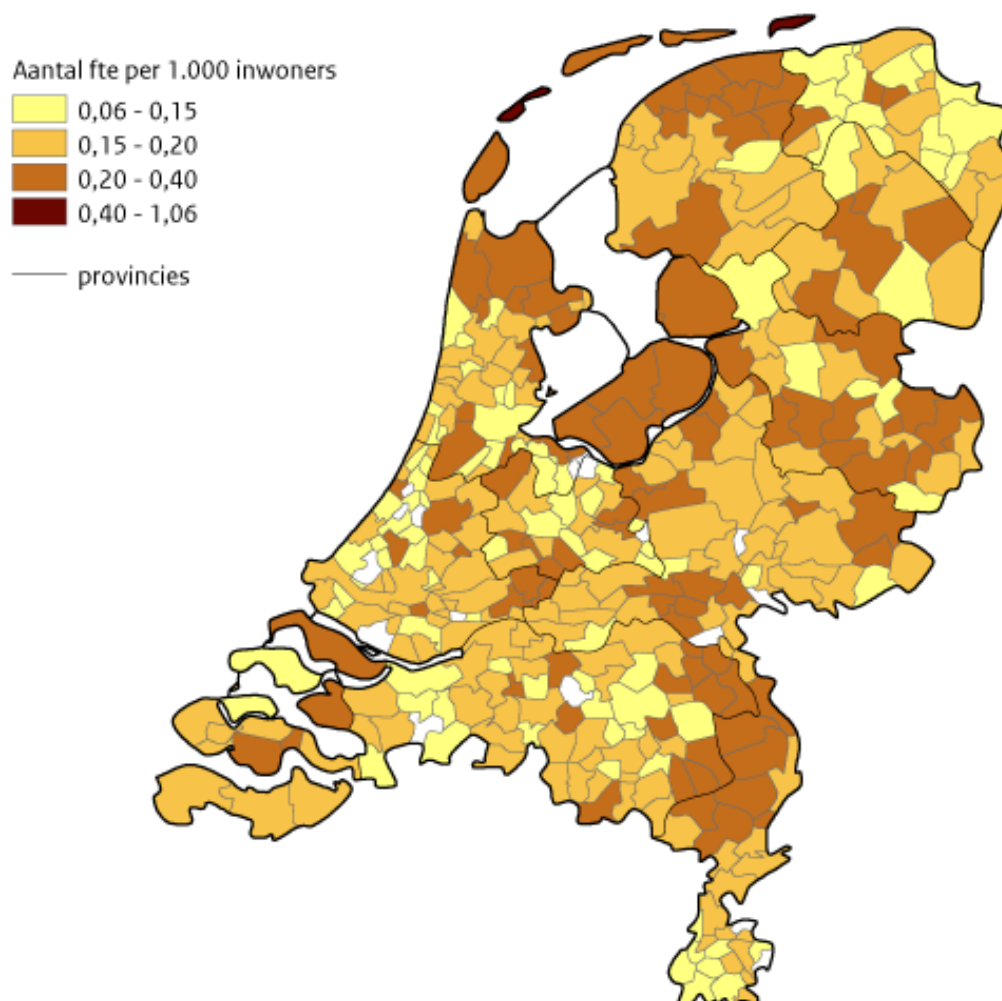 Aantal fte per 1.000 inwoners
0,06 - 0,15
0,15 - 0,20
0,20 - 0,40
0,40 - 1,06
provincies